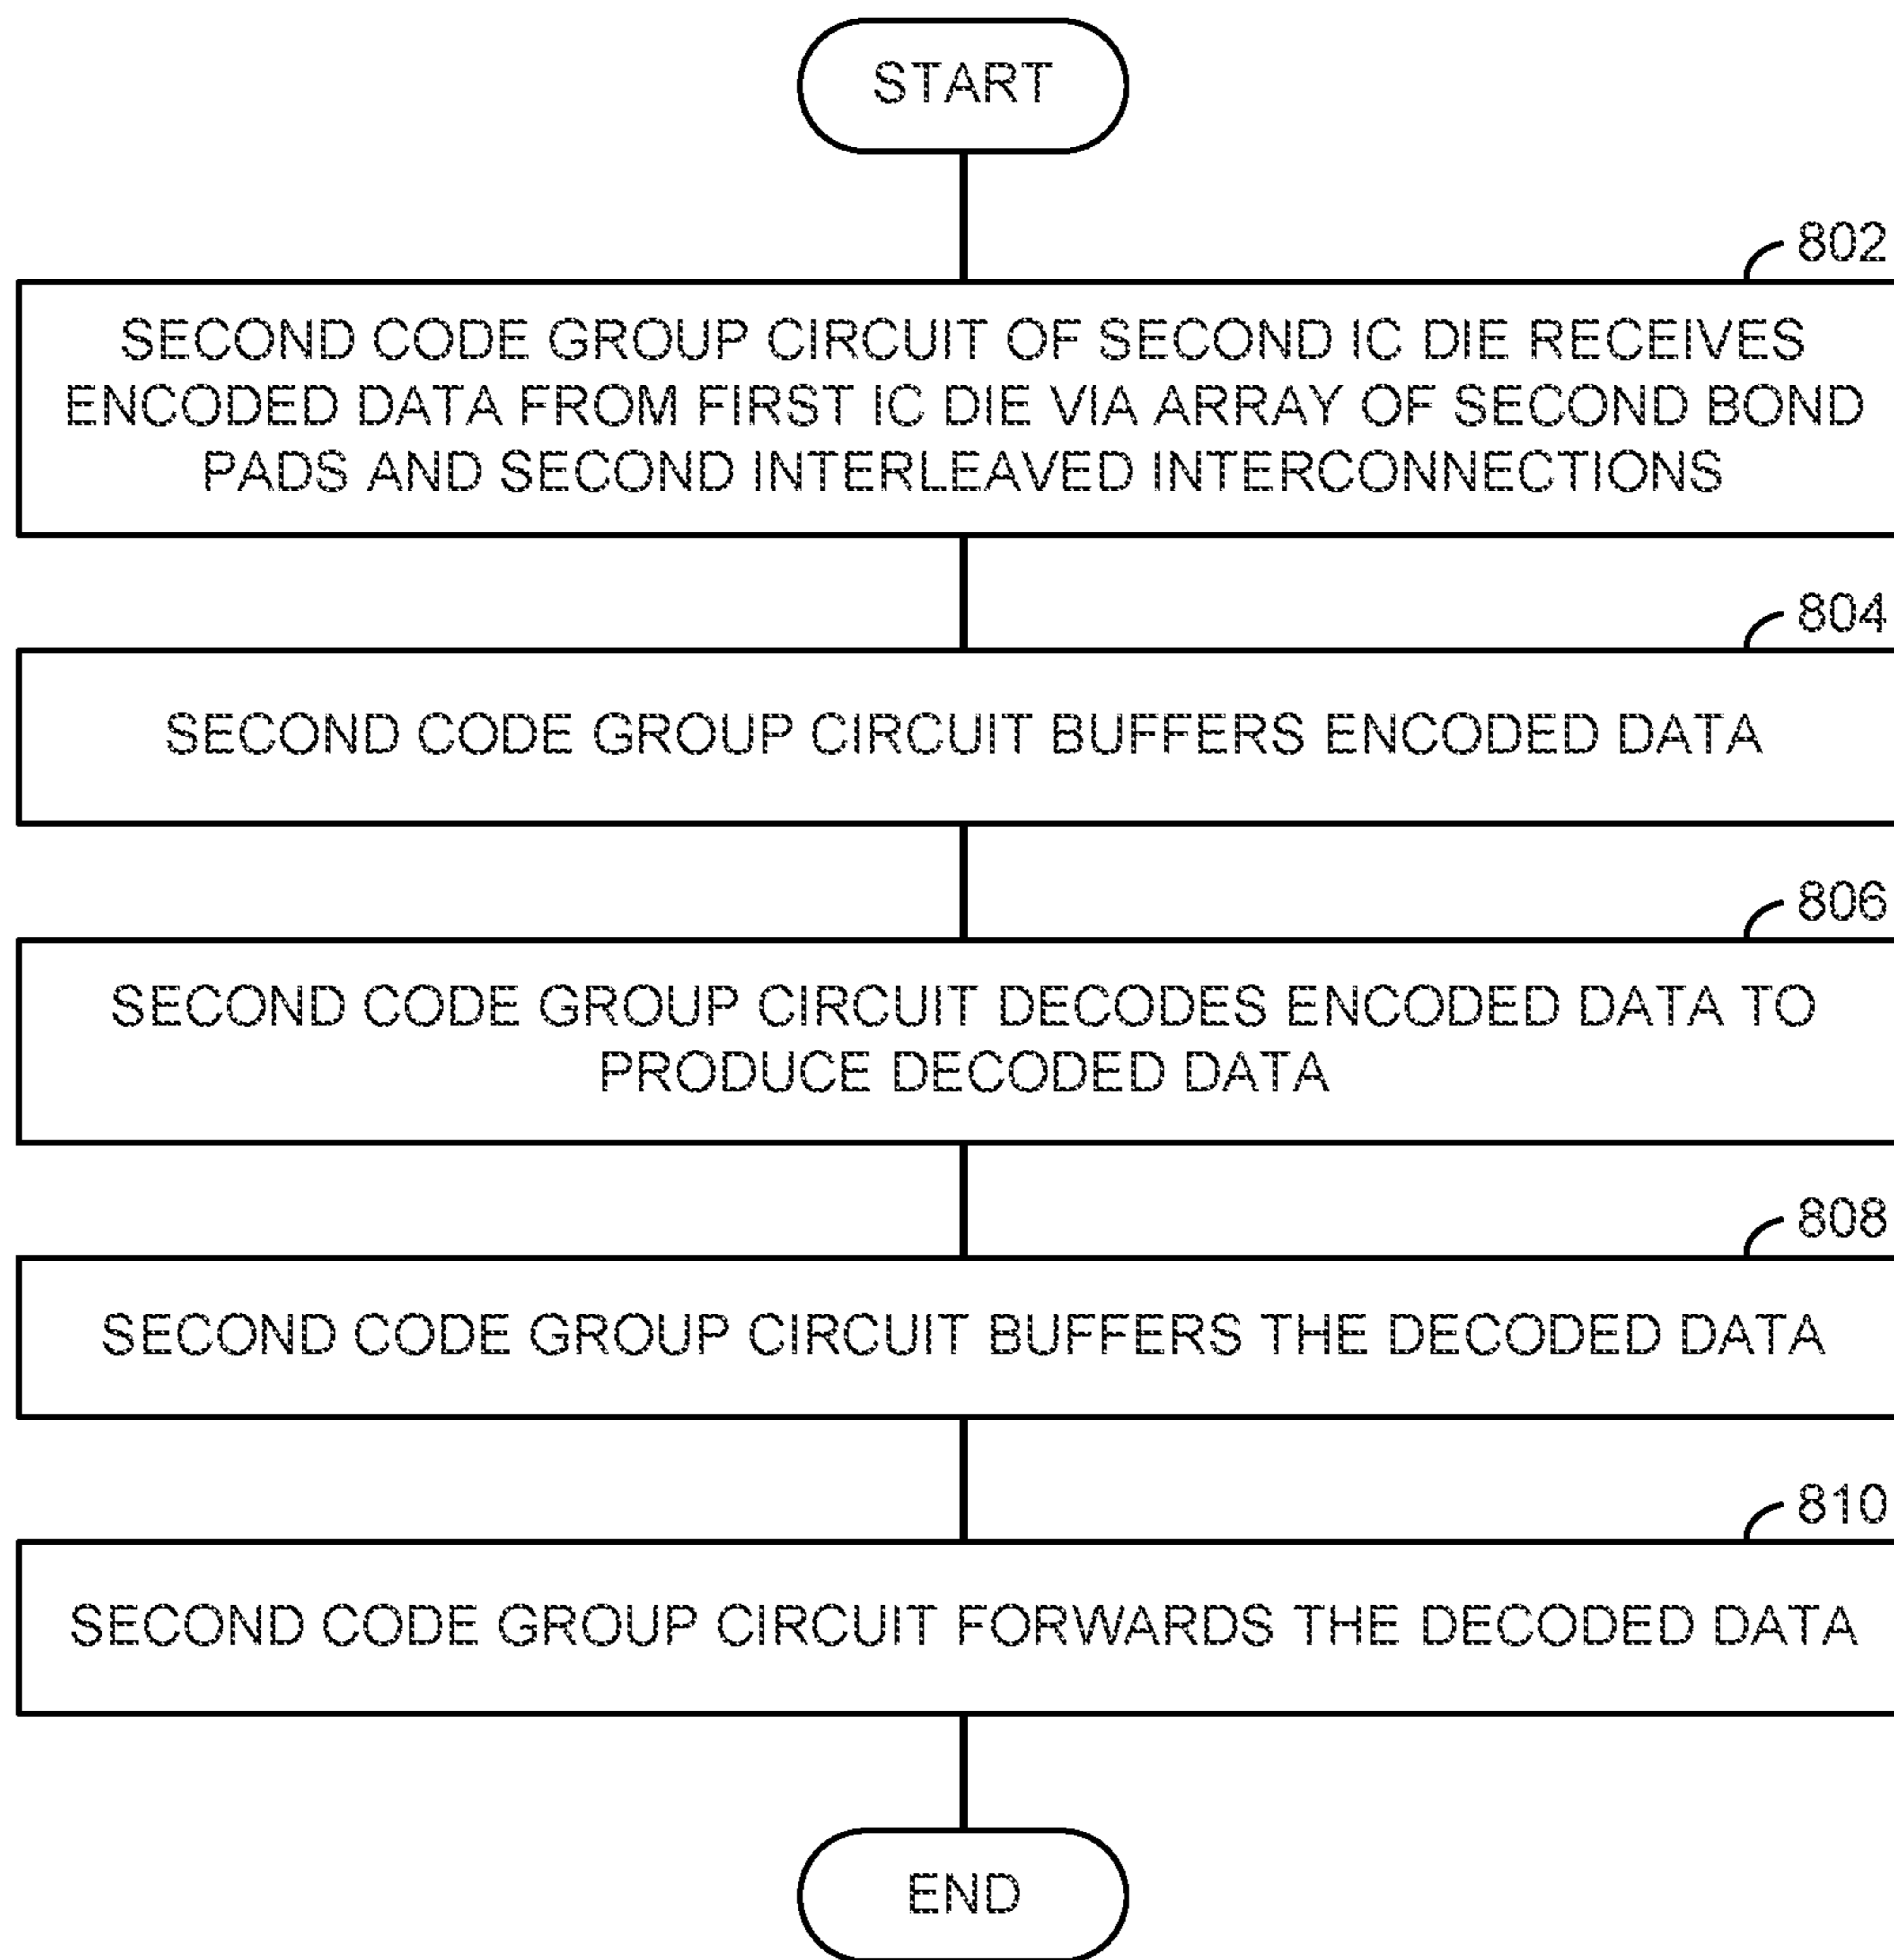 START
802
SECOND CODE GROUP CIRCUIT OF SECOND IC DIE RECEIVES
ENCODED DATA FROM FIRST IC DIE VIA ARRAY OF SECOND BOND
PADS AND SECOND INTERLEAVED INTERCONNECTIONS
804
SECOND CODE GROUP CIRCUIT BUFFERS ENCODED DATA
806
SECOND CODE GROUP CIRCUIT DECODES ENCODED DATA TO
PRODUCE DECODED DATA
808
SECOND CODE GROUP CIRCUIT BUFFERS THE DECODED DATA
810
SECOND CODE GROUP CIRCUIT FORWARDS THE DECODED DATA
END